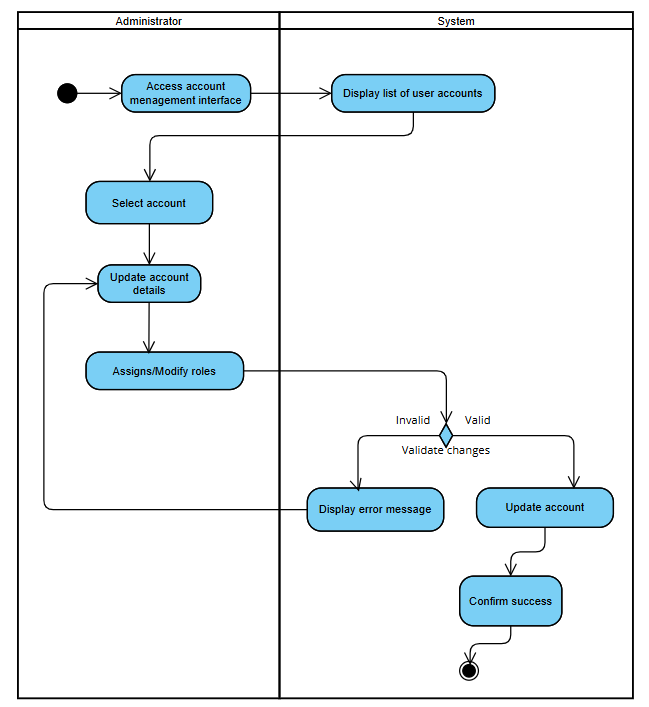 Administrator
System
Access account
menagement interface
Display list of user accounts
Select account
Update account
details
Assigns/Modify roles
Invalid
Valid
Validate changes
Display error message
Update account
Confirm success